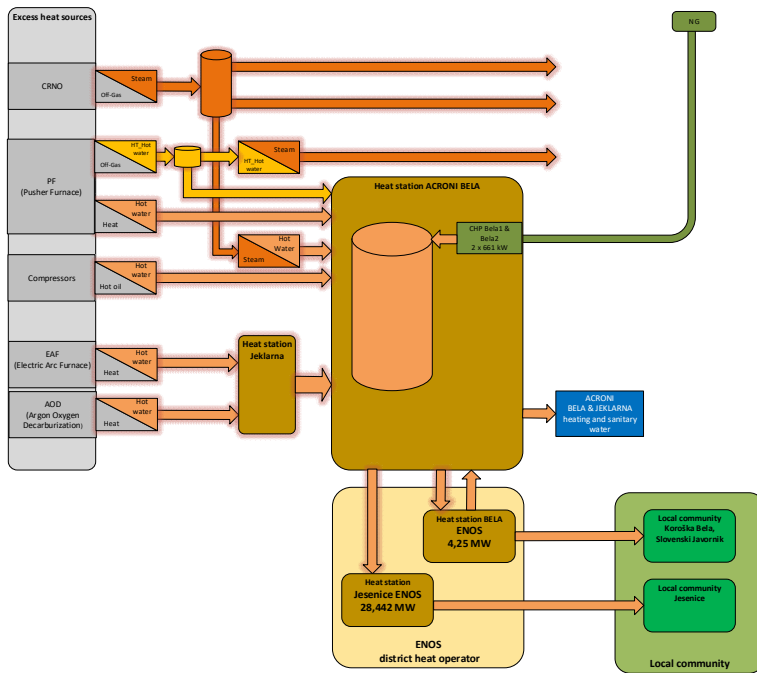 Excess heat sources
NG
CRNO
Steam
Off-Gas
PF
(Pusher Furnace)
HT_Hot
water
Off-Gas
Steam
HT_Hot
water
Hot
water
Heat
Heat station ACRONI BELA
CHP Bela1 &
Bela2
2 x 661 kW
Hot
Water
Steam
Compressors
Hot
water
Hot oil
EAF
(Electric Arc Furnace)
Hot
water
Heat
Heat station
Jeklarna
AOD
(Argon Oxygen
Decarburization)
Hot
water
Heat
ACRONI
BELA & JEKLARNA
heating and sanitary
water
Heat station BELA
ENOS
4,25 MW
Local community
Koroška Bela,
Slovenski Javornik
Heat station
Jesenice ENOS
28,442 MW
Local community
Jesenice
ENOS
district heat operator
Local community